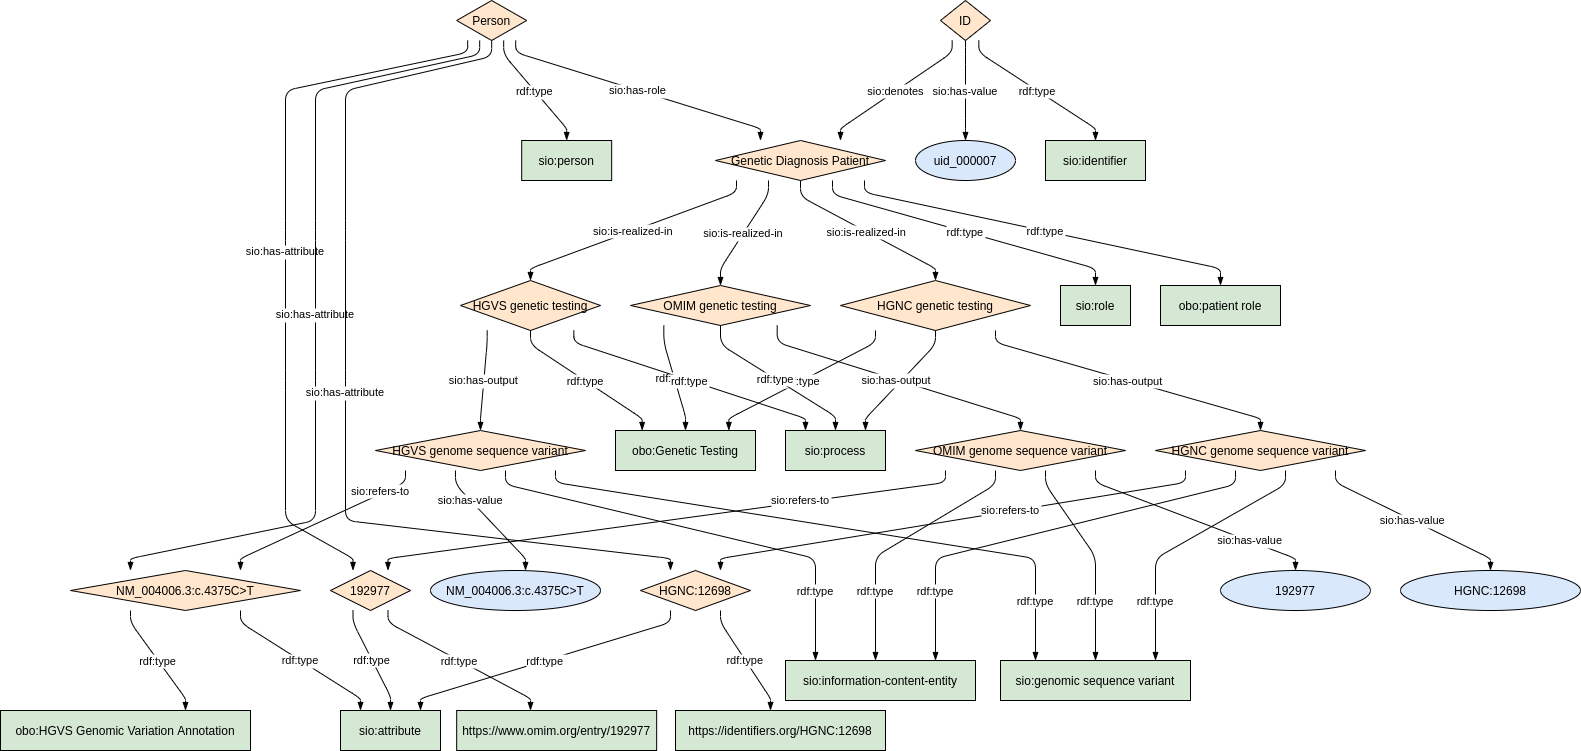 Person
ID
rdf:type
sio:has-role
sio:denotes
sio:has-value
rdf:type
sio:person
Genetic Diagnosis Patient
uid_000007
sio:identifier
sio:has-attribute
sio:is-realized-in
sio:is-realized-in
sio:is-realized-in
rdf:type
rdf:type
HGVS genetic testing
OMIM genetic testing
HGNC genetic testing
sio:role
obo:patient role
sio:has-attribute
sio:has-attribute
sio:has-output
rdf:type
rdf:
rdf:type
rdf:type
:type
sio:has-output
sio:has-output
HGVS genome sequence variant
obo:Genetic Testing
sio:process
OMIM genome sequence variant
HGNC genome sequence variant
sio:refers-to
sio:has-value
sio:refers-to
sio:refers-to
sio:has-value
sio:has-value
NM_004006.3:c.4375C>T
192977
NM_004006.3:c.4375C>T
HGNC:12698
rdf:type
rdf:type
rdf:type
rdf:type
rdf:type
rdf:type
192977
HGNC:12698
rdf:type
rdf:type
rdf:type
rdf:type
rdf:type
rdf:type
sio:information-content-entity
sio:genomic sequence variant
obo:HGVS Genomic Variation Annotation
sio:attribute
https://www.omim.org/entry/192977
https://identifiers.org/HGNC:12698